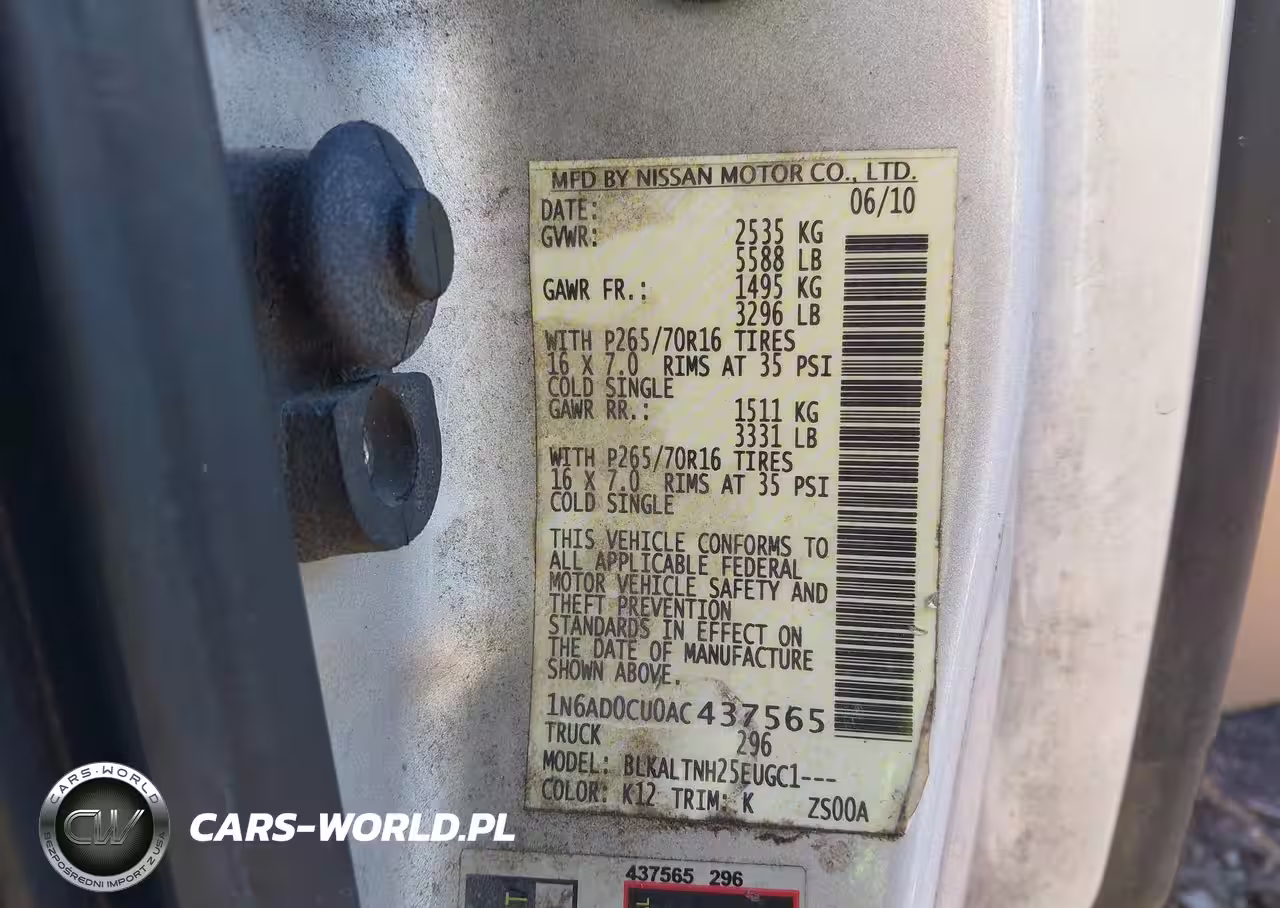 MFD BY NISSAN MOTOR CO., LTD.
DATE: 06/10
GVWR: 2535 KG
5588 LB
GAWR FR.: 1495 KG
3296 LB
WITH P265/70R16 TIRES
16 X 7.0 RIMS AT 35 PSI
COLD SINGLE
GAWR RR.: 1511 KG
3331 LB
WITH P265/70R16 TIRES
16 X 7.0 RIMS AT 35 PSI
COLD SINGLE
THIS VEHICLE CONFORMS TO
ALL APPLICABLE FEDERAL
MOTOR VEHICLE SAFETY AND
THEFT PREVENTION
STANDARDS IN EFFECT ON
THE DATE OF MANUFACTURE
SHOWN ABOVE.
1N6AD0CU0AC437565
TRUCK 296
MODEL: BLKALTNH25EUGC1---
COLOR: K12 TRIM: K ZS00A
437565 296
CARS-WORLD
CW
BEZPOŚREDNI IMPORT Z USA
CARS-WORLD.PL